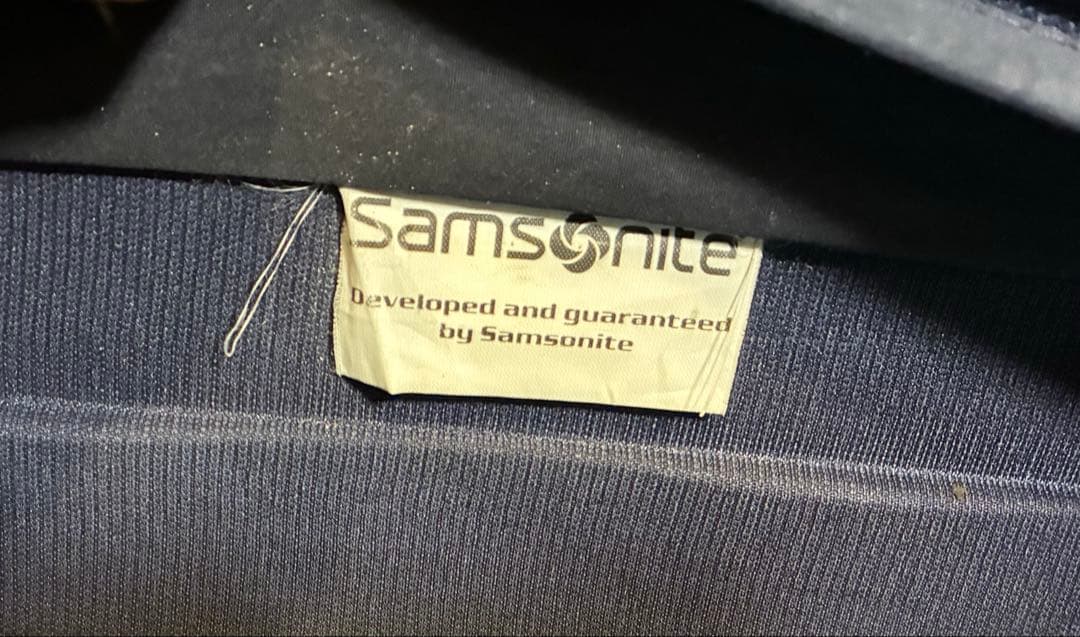 Samsonite
Developed and guaranteed
by Samsonite